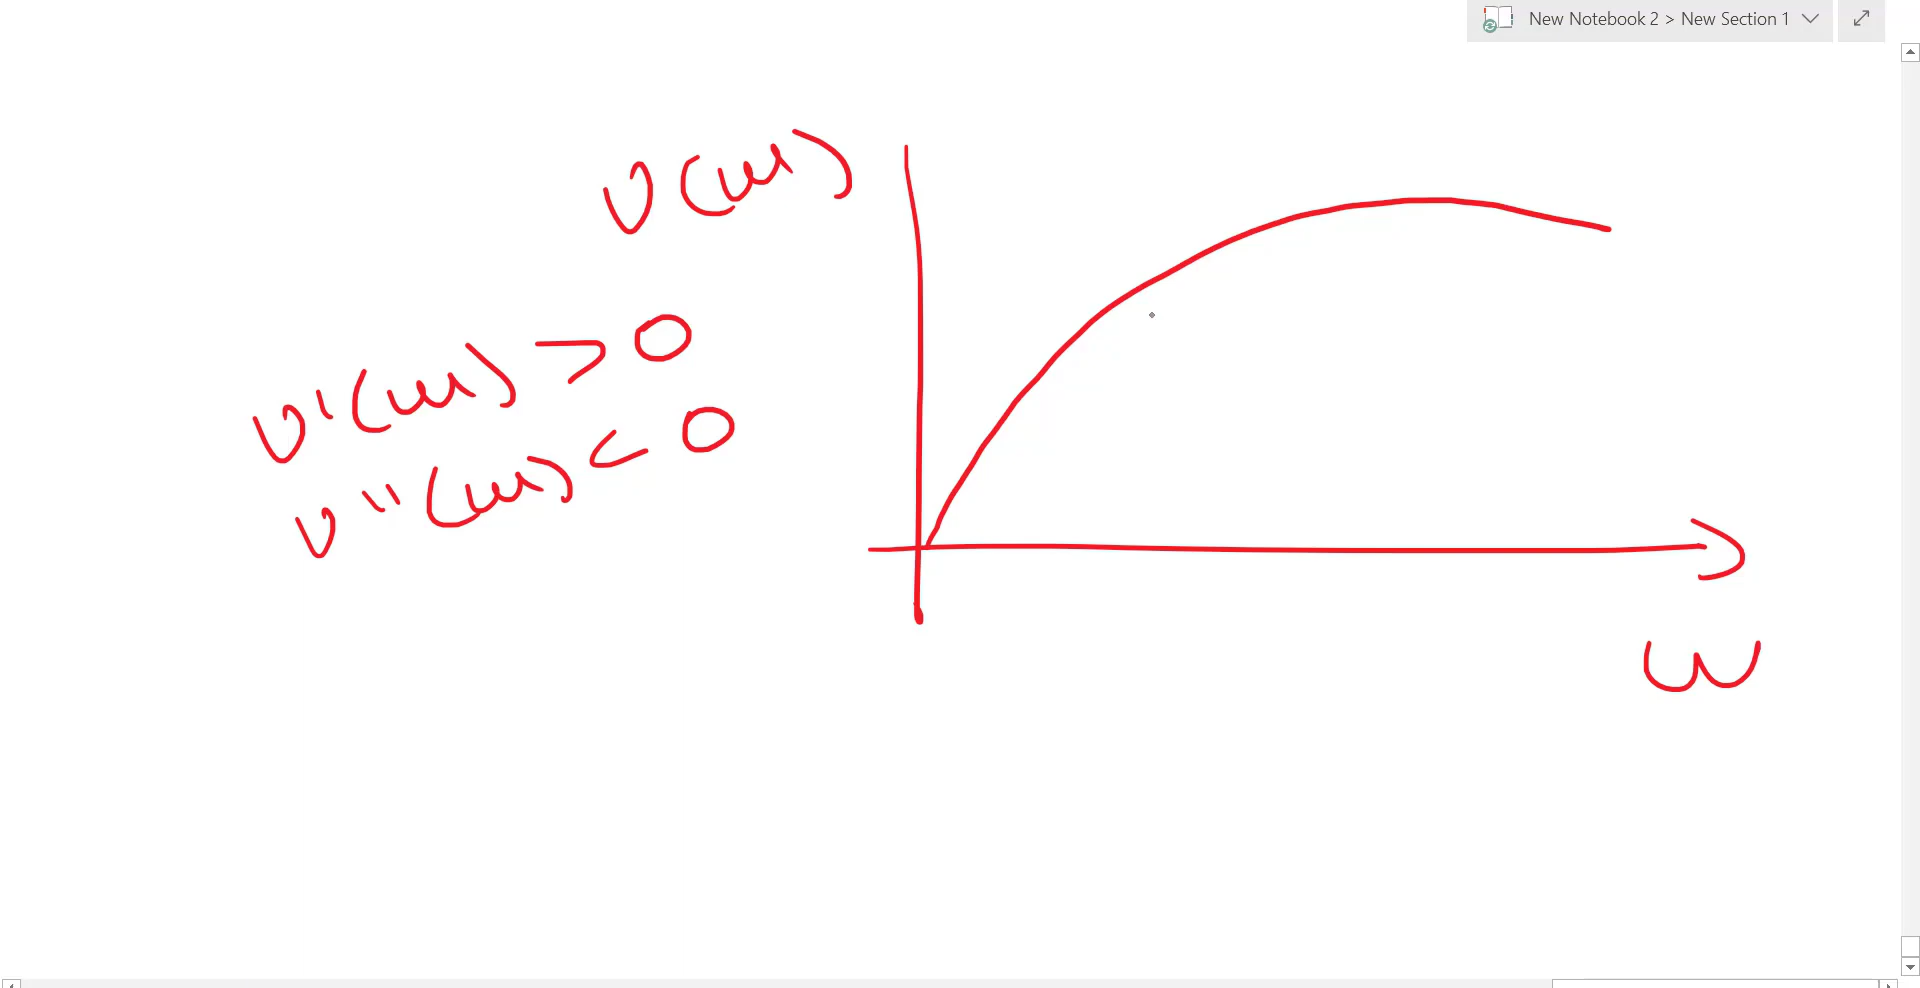 New Notebook 2 > New Section 1
U(w)
U'(w) > 0
U''(w) < 0
w